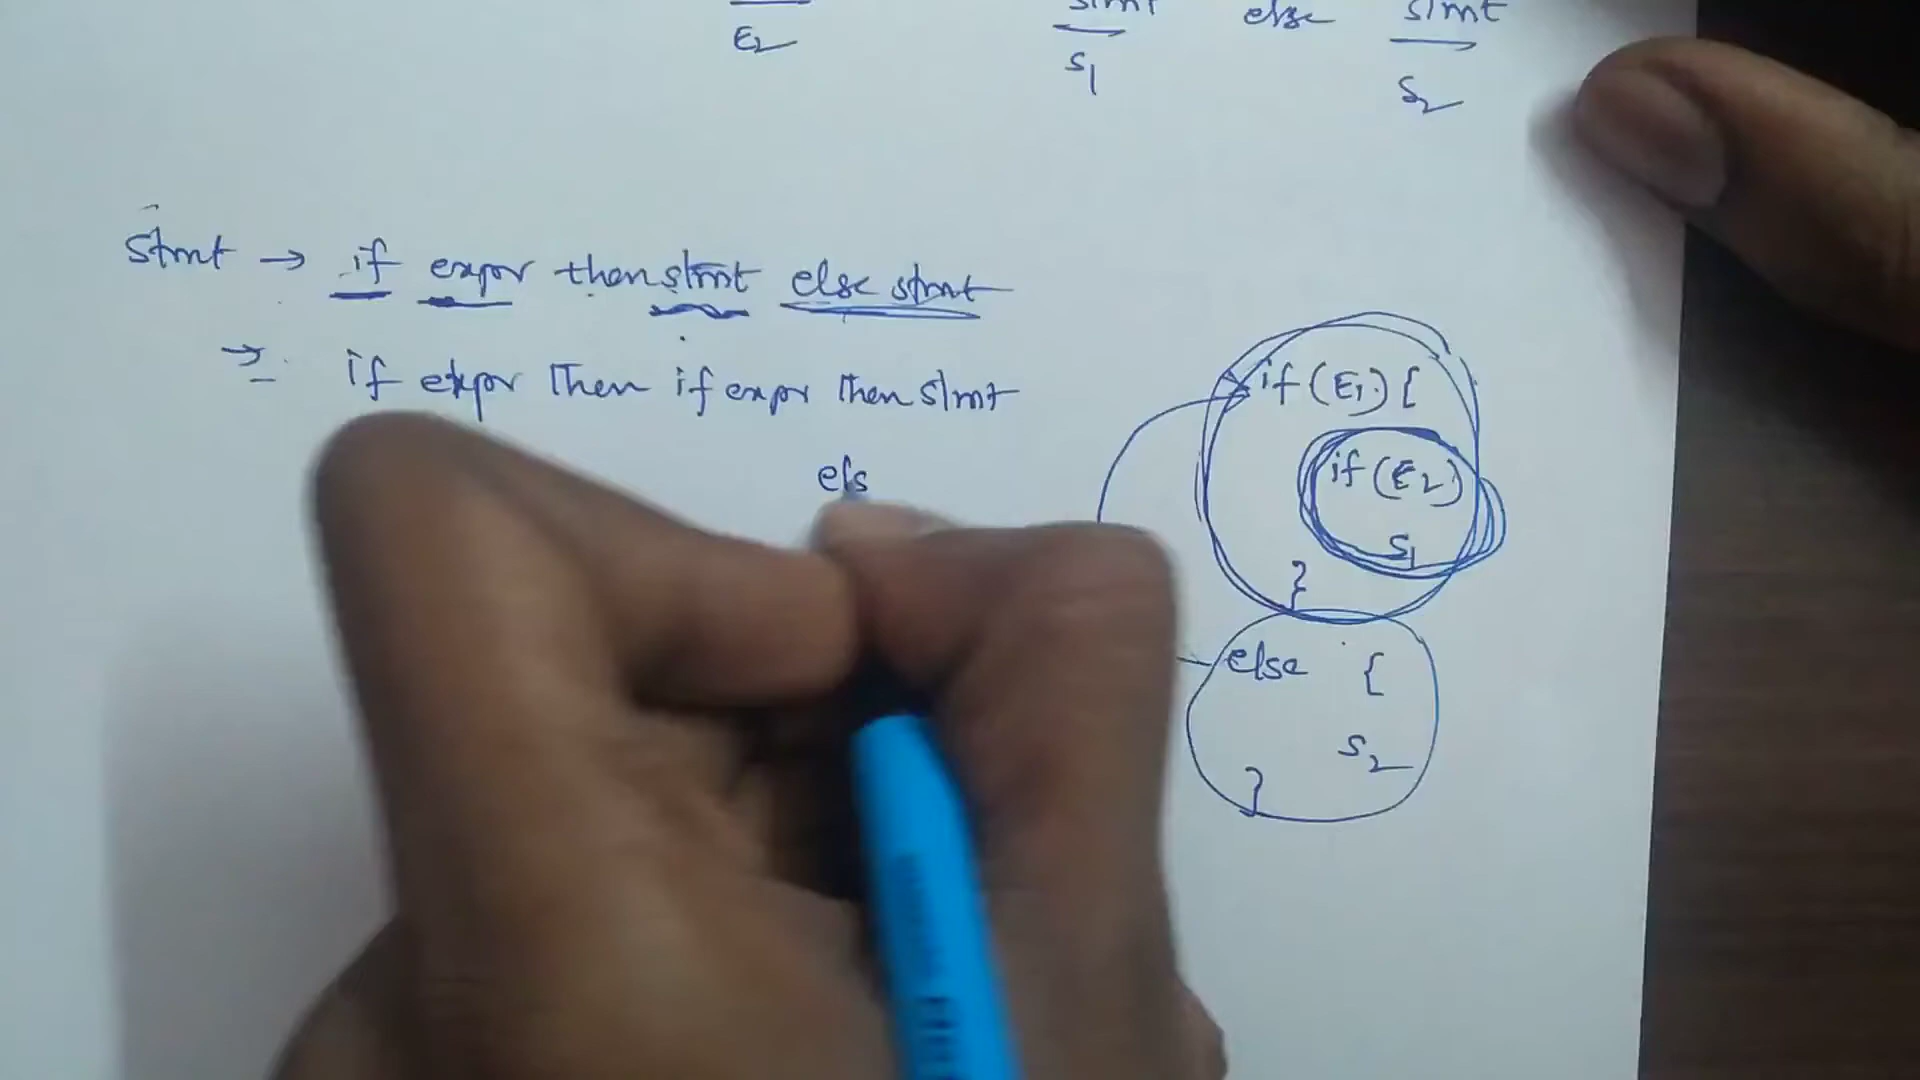 stmt else stmt
E2 S1 S2
stmt → if expr then stmt else stmt
→ if expr then if expr then stmt
els
if (E1) {
if (E2)
S1
}
else {
S2
}